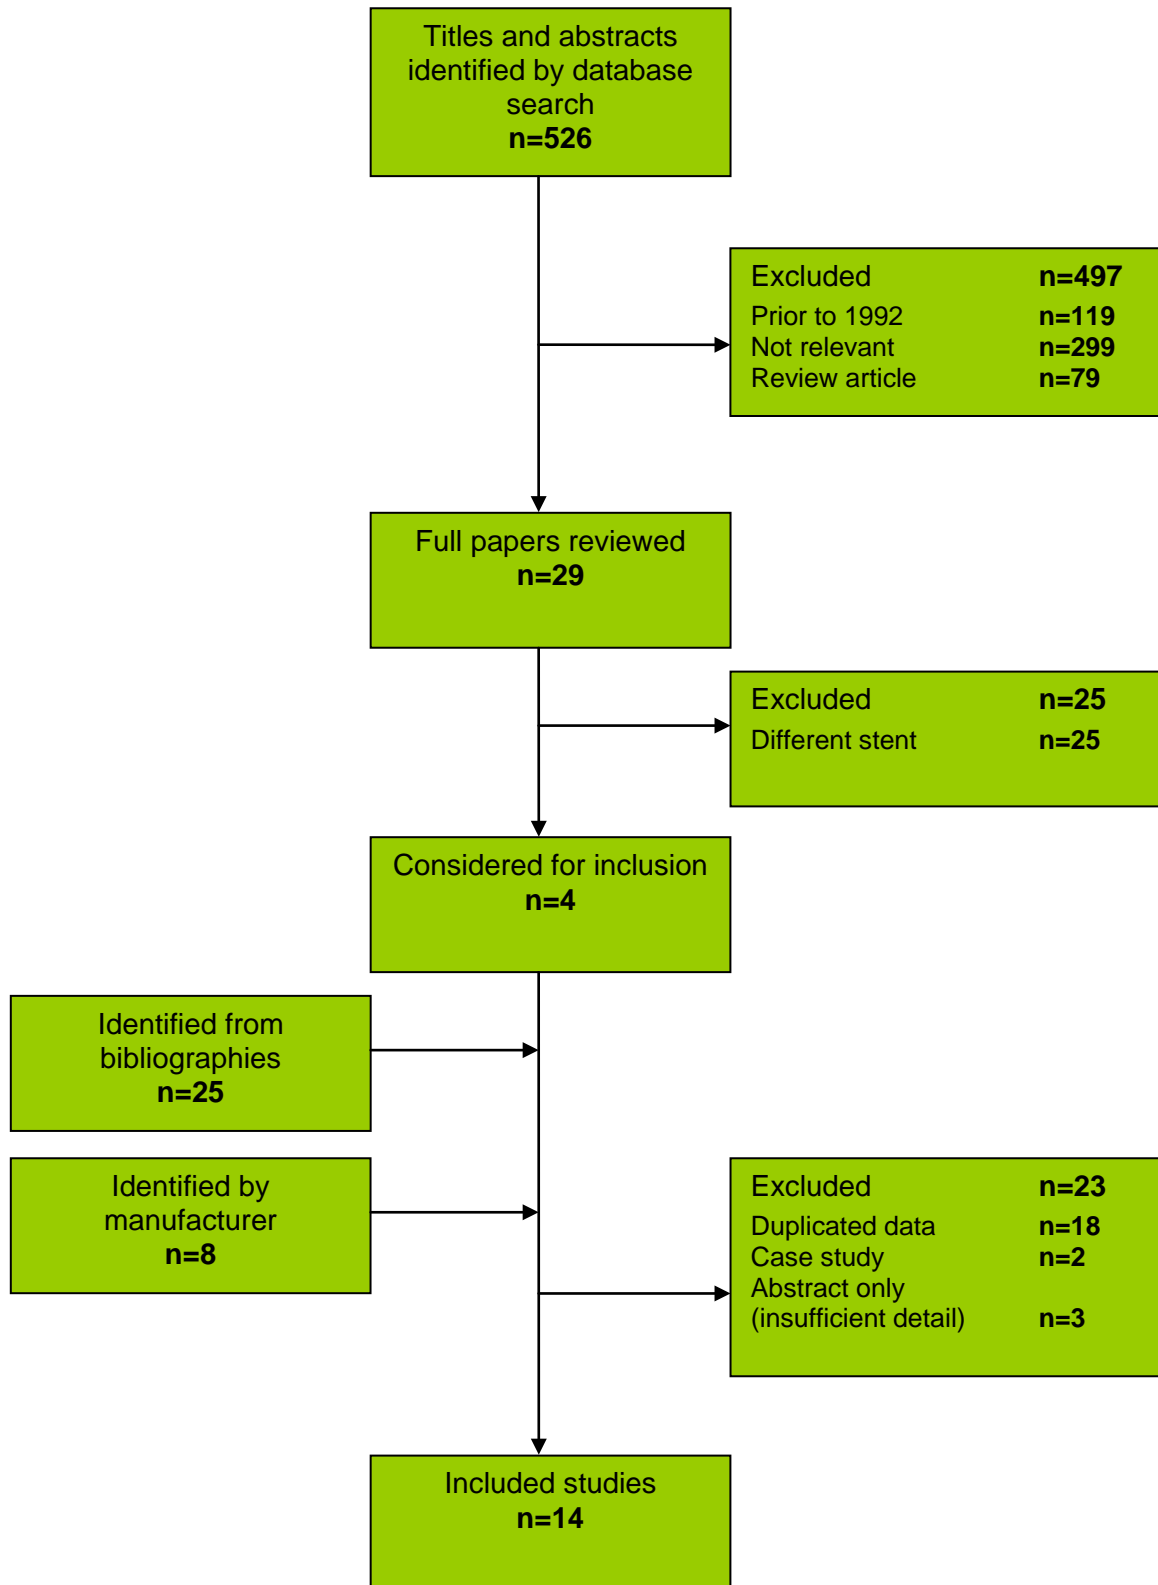 Titles and abstracts
identified by database
search
n=526
Excluded n=497
Prior to 1992 n=119
Not relevant n=299
Review article n=79
Full papers reviewed
n=29
Excluded n=25
Different stent n=25
Considered for inclusion
n=4
Identified from
bibliographies
n=25
Identified by
manufacturer
n=8
Excluded n=23
Duplicated data n=18
Case study n=2
Abstract only
(insufficient detail) n=3
Included studies
n=14